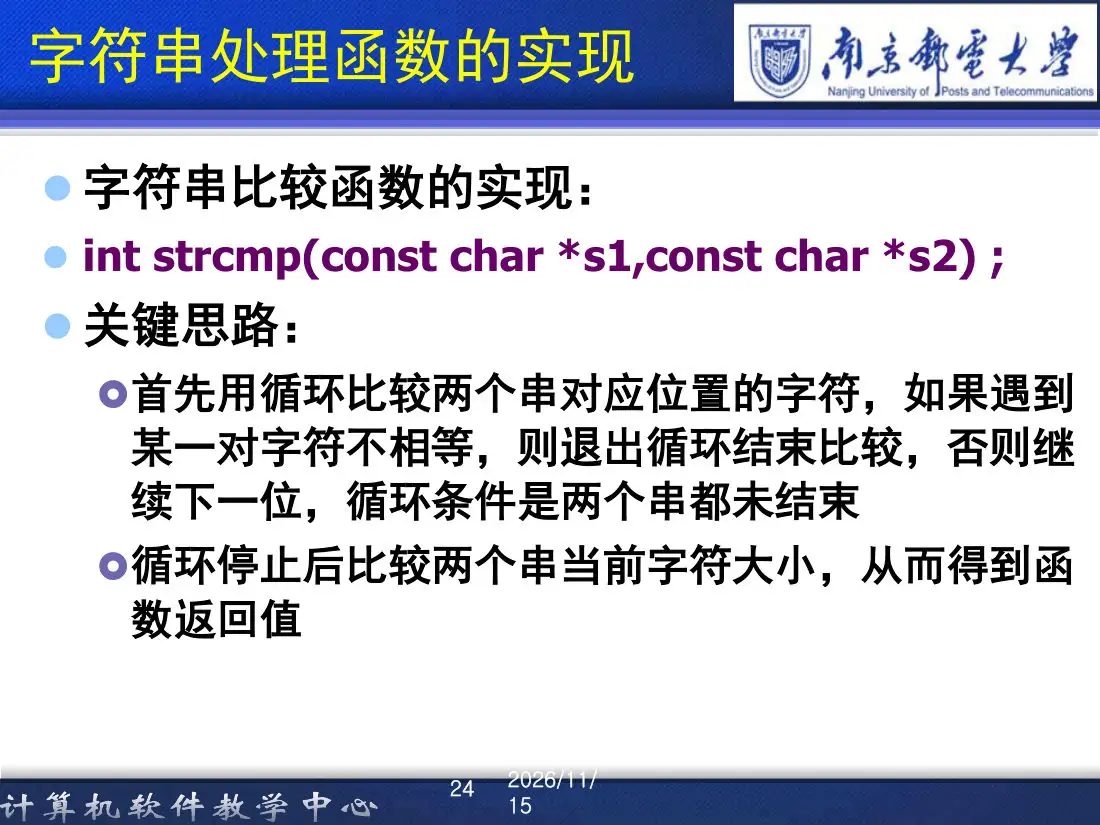 字符串处理函数的实现
南京邮电大学
Nanjing University of Posts and Telecommunications
字符串比较函数的实现：
int strcmp(const char *s1,const char *s2) ;
关键思路：
首先用循环比较两个串对应位置的字符，如果遇到
某一对字符不相等，则退出循环结束比较，否则继
续下一位，循环条件是两个串都未结束
循环停止后比较两个串当前字符大小，从而得到函
数返回值
计算机软件教学中心
24
2026/11/
15